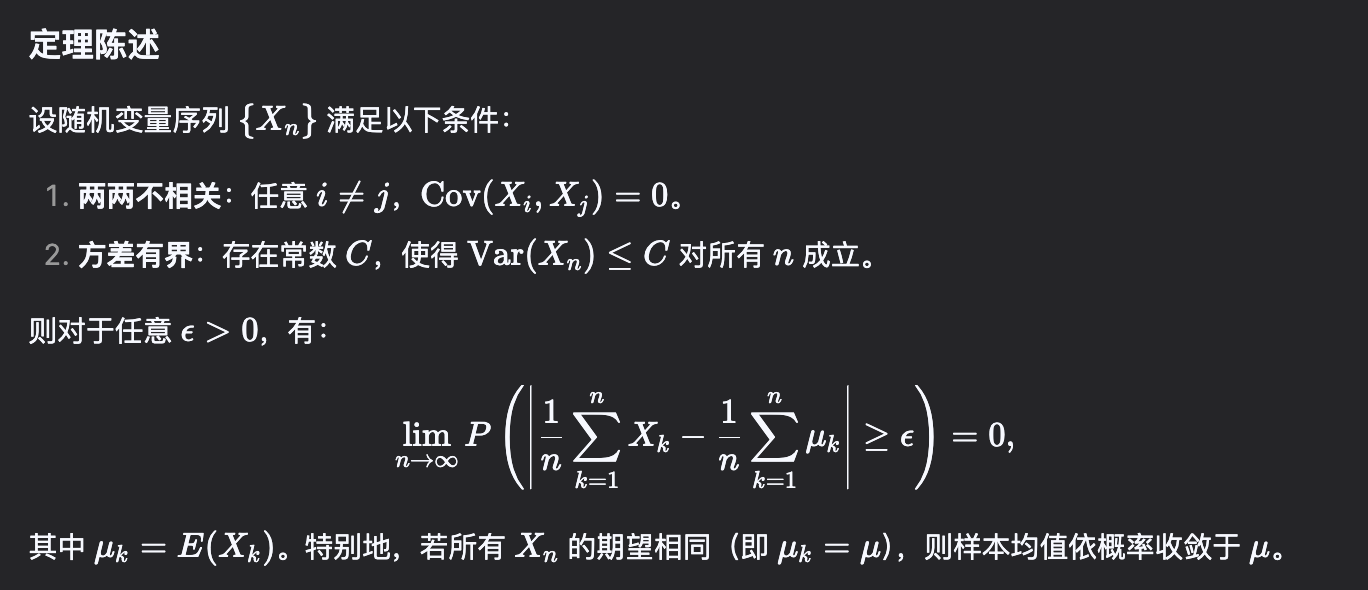 定理陈述
设随机变量序列 $\{X_n\}$ 满足以下条件：
1. 两两不相关：任意 $i \neq j$，$\mathrm{Cov}(X_i, X_j) = 0$。
2. 方差有界：存在常数 $C$，使得 $\mathrm{Var}(X_n) \leq C$ 对所有 $n$ 成立。
则对于任意 $\epsilon > 0$，有：
$\lim_{n \to \infty} P\left( \left| \frac{1}{n} \sum_{k=1}^{n} X_k - \frac{1}{n} \sum_{k=1}^{n} \mu_k \right| \geq \epsilon \right) = 0,$
其中 $\mu_k = E(X_k)$。特别地，若所有 $X_n$ 的期望相同（即 $\mu_k = \mu$），则样本均值依概率收敛于 $\mu$。